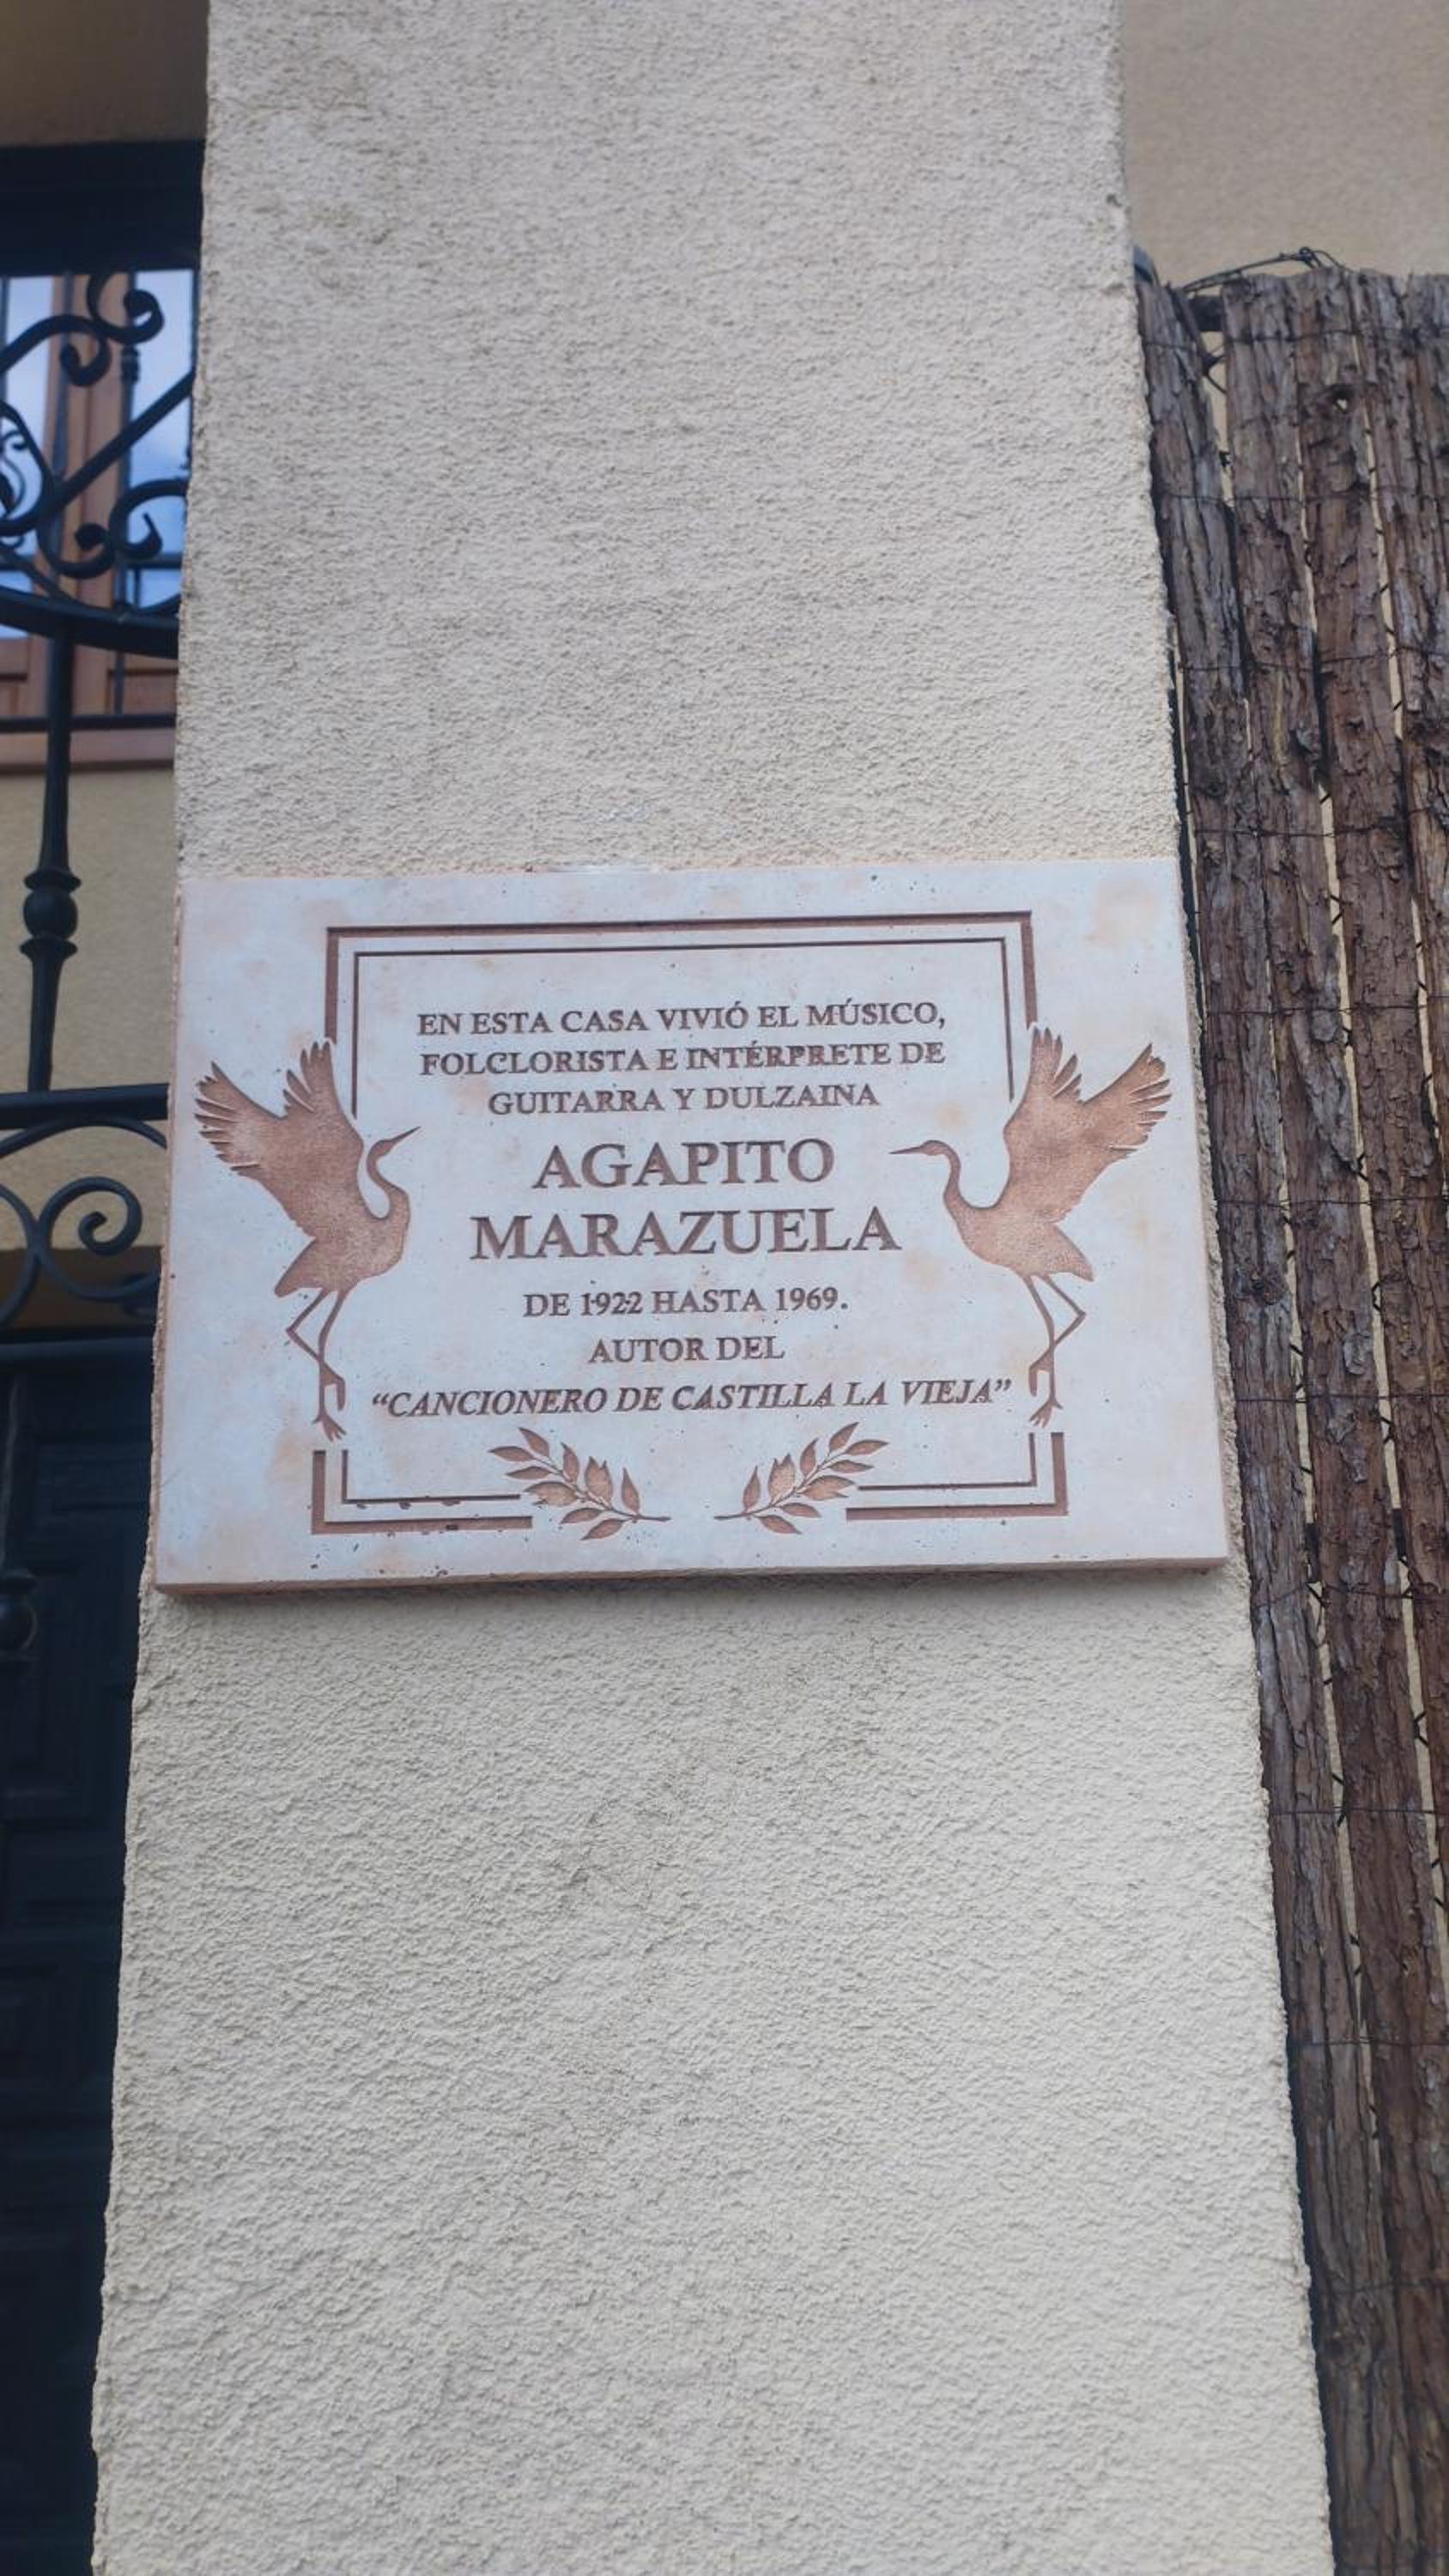 EN ESTA CASA VIVIÓ EL MÚSICO,
FOLCLORISTA E INTÉRPRETE DE
GUITARRA Y DULZAINA
AGAPITO
MARAZUELA
DE 1922 HASTA 1969.
AUTOR DEL
“CANCIONERO DE CASTILLA LA VIEJA”